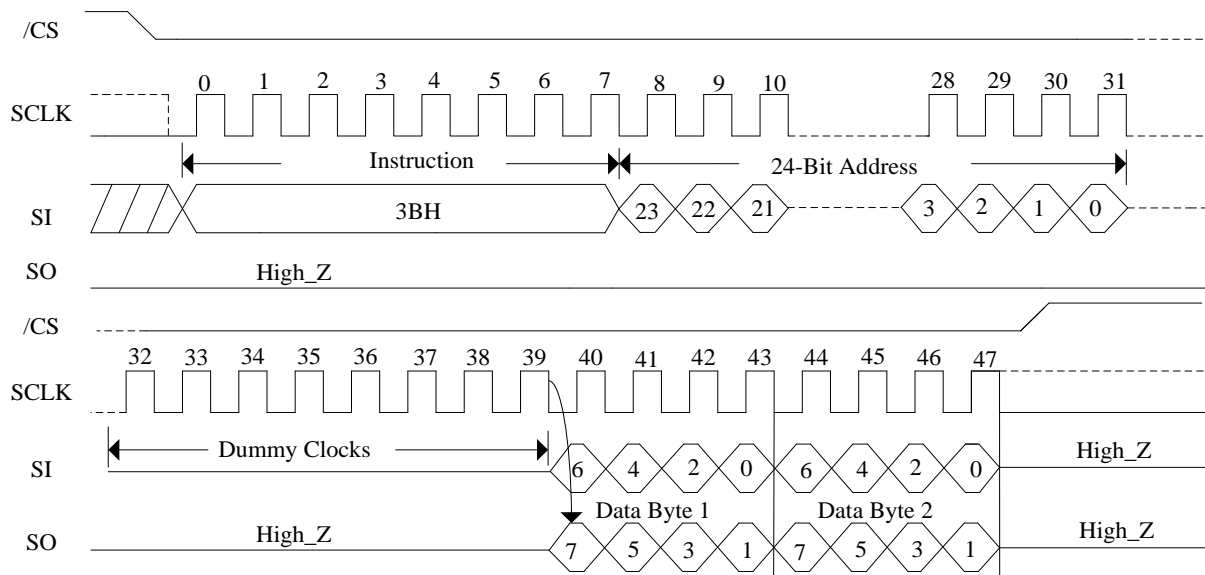 /CS
0 1 2 3 4 5 6 7 8 9 10 28 29 30 31
SCLK
Instruction 24-Bit Address
SI 3BH 23 22 21 3 2 1 0
SO High_Z
/CS
32 33 34 35 36 37 38 39 40 41 42 43 44 45 46 47
SCLK
Dummy Clocks
SI 6 4 2 0 6 4 2 0 High_Z
Data Byte 1 Data Byte 2
SO High_Z 7 5 3 1 7 5 3 1 High_Z